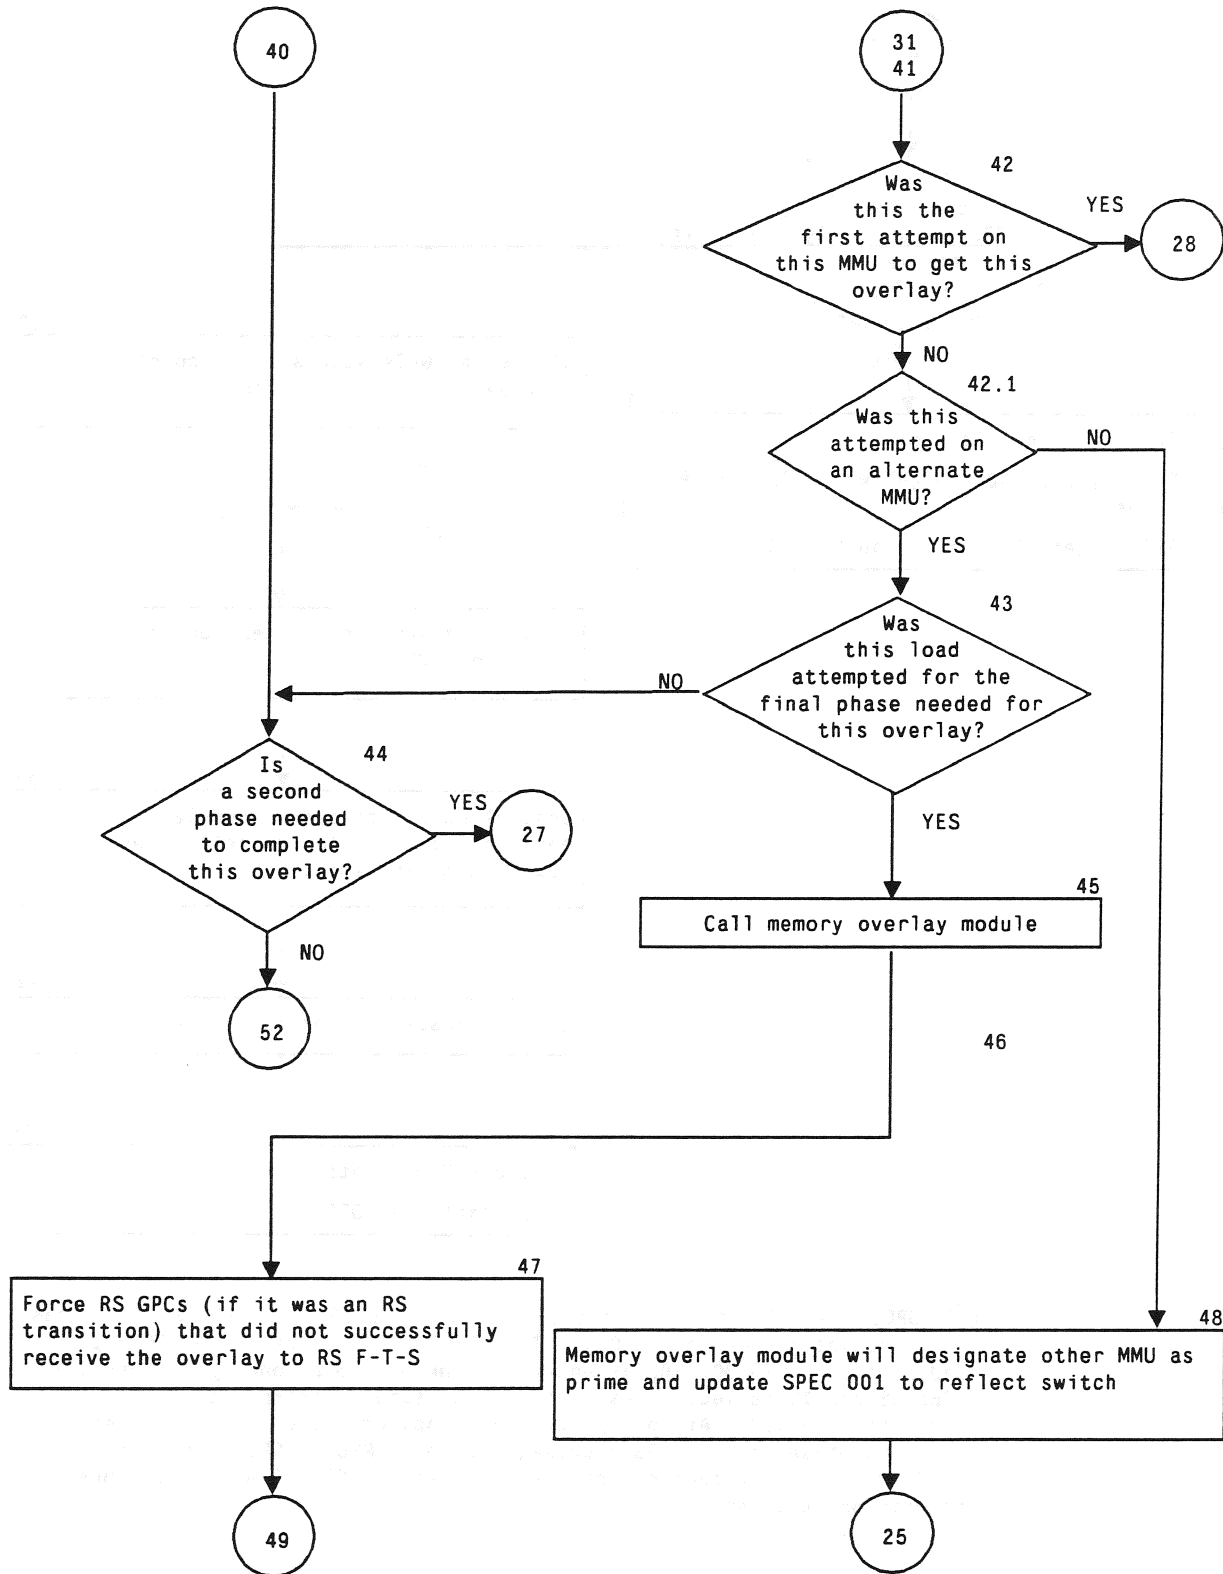 40
31
41
42
Was
this the
first attempt on
this MMU to get this
overlay?
YES
28
NO
42.1
Was this
attempted on
an alternate
MMU?
NO
YES
43
Was
this load
attempted for the
final phase needed for
this overlay?
NO
YES
44
Is
a second
phase needed
to complete
this overlay?
YES
27
NO
52
45
Call memory overlay module
46
47
Force RS GPCs (if it was an RS
transition) that did not successfully
receive the overlay to RS F-T-S
48
Memory overlay module will designate other MMU as
prime and update SPEC 001 to reflect switch
49
25